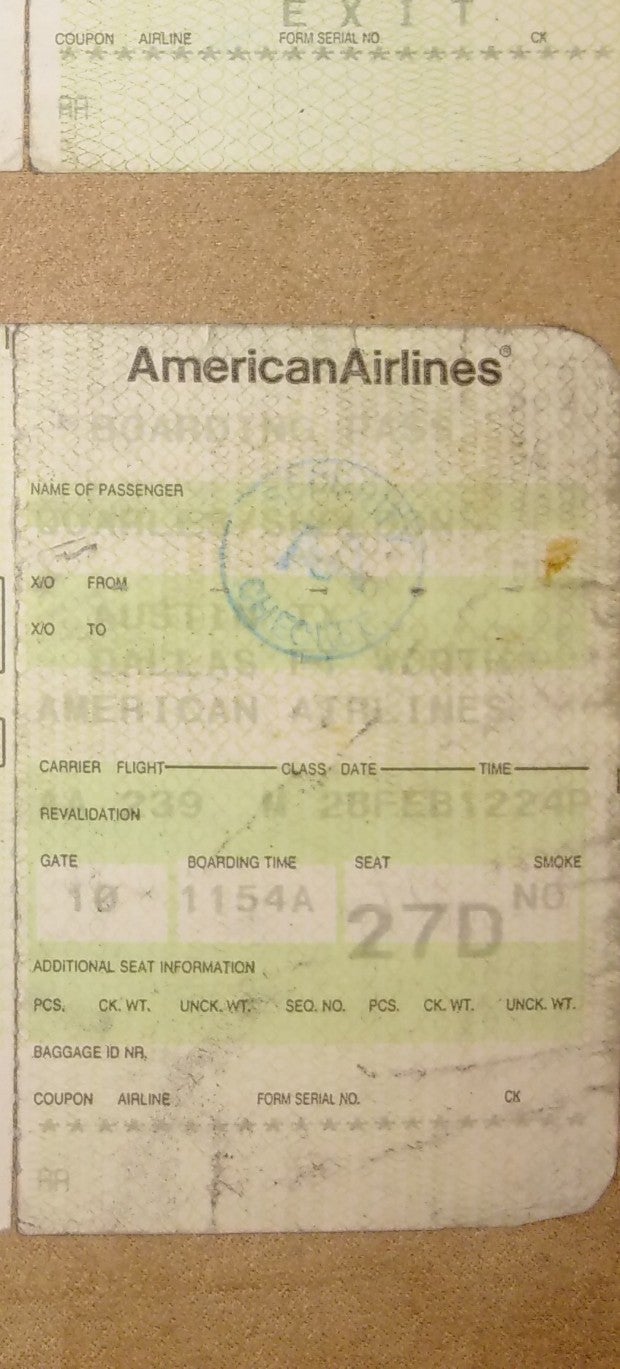 EXIT
COUPON AIRLINE FORM SERIAL NO CK
********************
AA
AmericanAirlines®
BOARDING PASS
NAME OF PASSENGER
X/O FROM
AUSTIN
X/O TO
DALLAS FT WORTH
AMERICAN AIRLINES
CARRIER FLIGHT CLASS DATE TIME
AA 339 28FEB1224P
REVALIDATION
GATE BOARDING TIME SEAT SMOKE
10 1154A 27D NO
ADDITIONAL SEAT INFORMATION
PCS. CK. WT. UNCK. WT. SEQ. NO. PCS. CK. WT. UNCK. WT.
BAGGAGE ID NR.
COUPON AIRLINE FORM SERIAL NO. CK
********************
AA